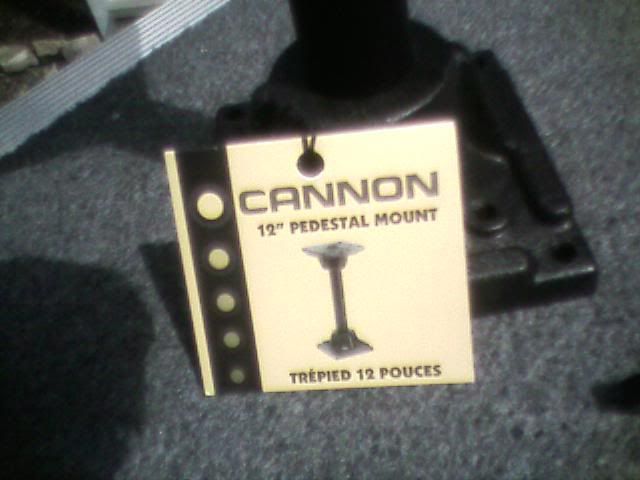 CANNON
12" PEDESTAL MOUNT
TRÉPIED 12 POUCES